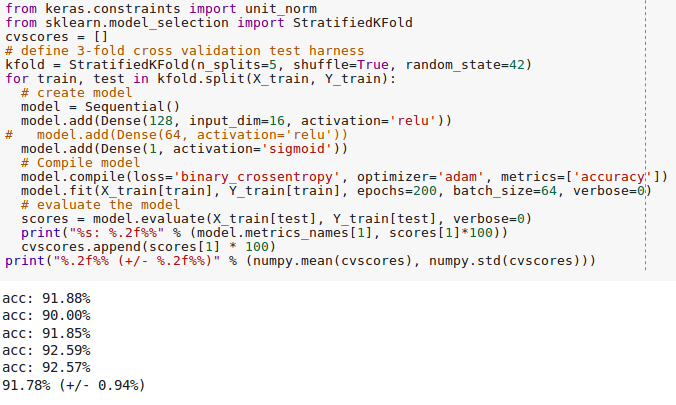 from keras.constraints import unit_norm
from sklearn.model_selection import StratifiedKFold
cvscores = []
# define 3-fold cross validation test harness
kfold = StratifiedKFold(n_splits=5, shuffle=True, random_state=42)
for train, test in kfold.split(X_train, Y_train):
  # create model
  model = Sequential()
  model.add(Dense(128, input_dim=16, activation='relu'))
#   model.add(Dense(64, activation='relu'))
  model.add(Dense(1, activation='sigmoid'))
  # Compile model
  model.compile(loss='binary_crossentropy', optimizer='adam', metrics=['accuracy'])
  model.fit(X_train[train], Y_train[train], epochs=200, batch_size=64, verbose=0)
  # evaluate the model
  scores = model.evaluate(X_train[test], Y_train[test], verbose=0)
  print("%s: %.2f%%" % (model.metrics_names[1], scores[1]*100))
  cvscores.append(scores[1] * 100)
print("%.2f%% (+/- %.2f%%)" % (numpy.mean(cvscores), numpy.std(cvscores)))
acc: 91.88%
acc: 90.00%
acc: 91.85%
acc: 92.59%
acc: 92.57%
91.78% (+/- 0.94%)